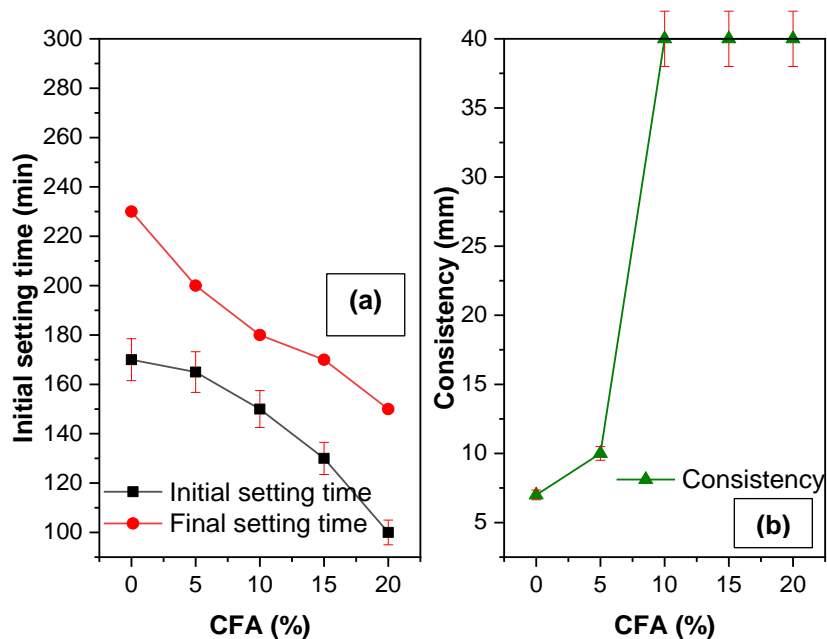 300
280
260
240
220
200
180
160
140
120
100
Initial setting time (min)
(a)
Initial setting time
Final setting time
0 5 10 15 20
CFA (%)
40
35
30
25
20
15
10
5
Consistency (mm)
Consistency
(b)
0 5 10 15 20
CFA (%)